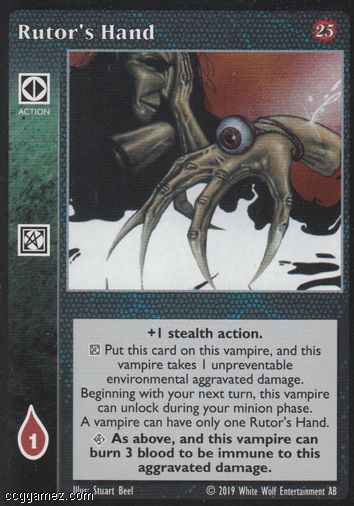 Rutor's Hand
25
ACTION
+1 stealth action.
Put this card on this vampire, and this
vampire takes 1 unpreventable
environmental aggravated damage.
Beginning with your next turn, this vampire
can unlock during your minion phase.
A vampire can have only one Rutor's Hand.
As above, and this vampire can
burn 3 blood to be immune to this
aggravated damage.
1
Illus: Stuart Beel © 2019 White Wolf Entertainment AB
ccggamez.com